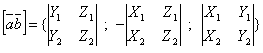 [a̅b̅] = {|Y₁ Z₁; Y₂ Z₂| ; −|X₁ Z₁; X₂ Z₂| ; |X₁ Y₁; X₂ Y₂|}